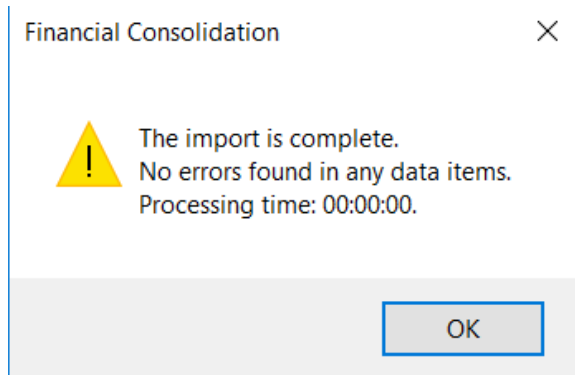 Financial Consolidation
The import is complete.
No errors found in any data items.
Processing time: 00:00:00.
OK